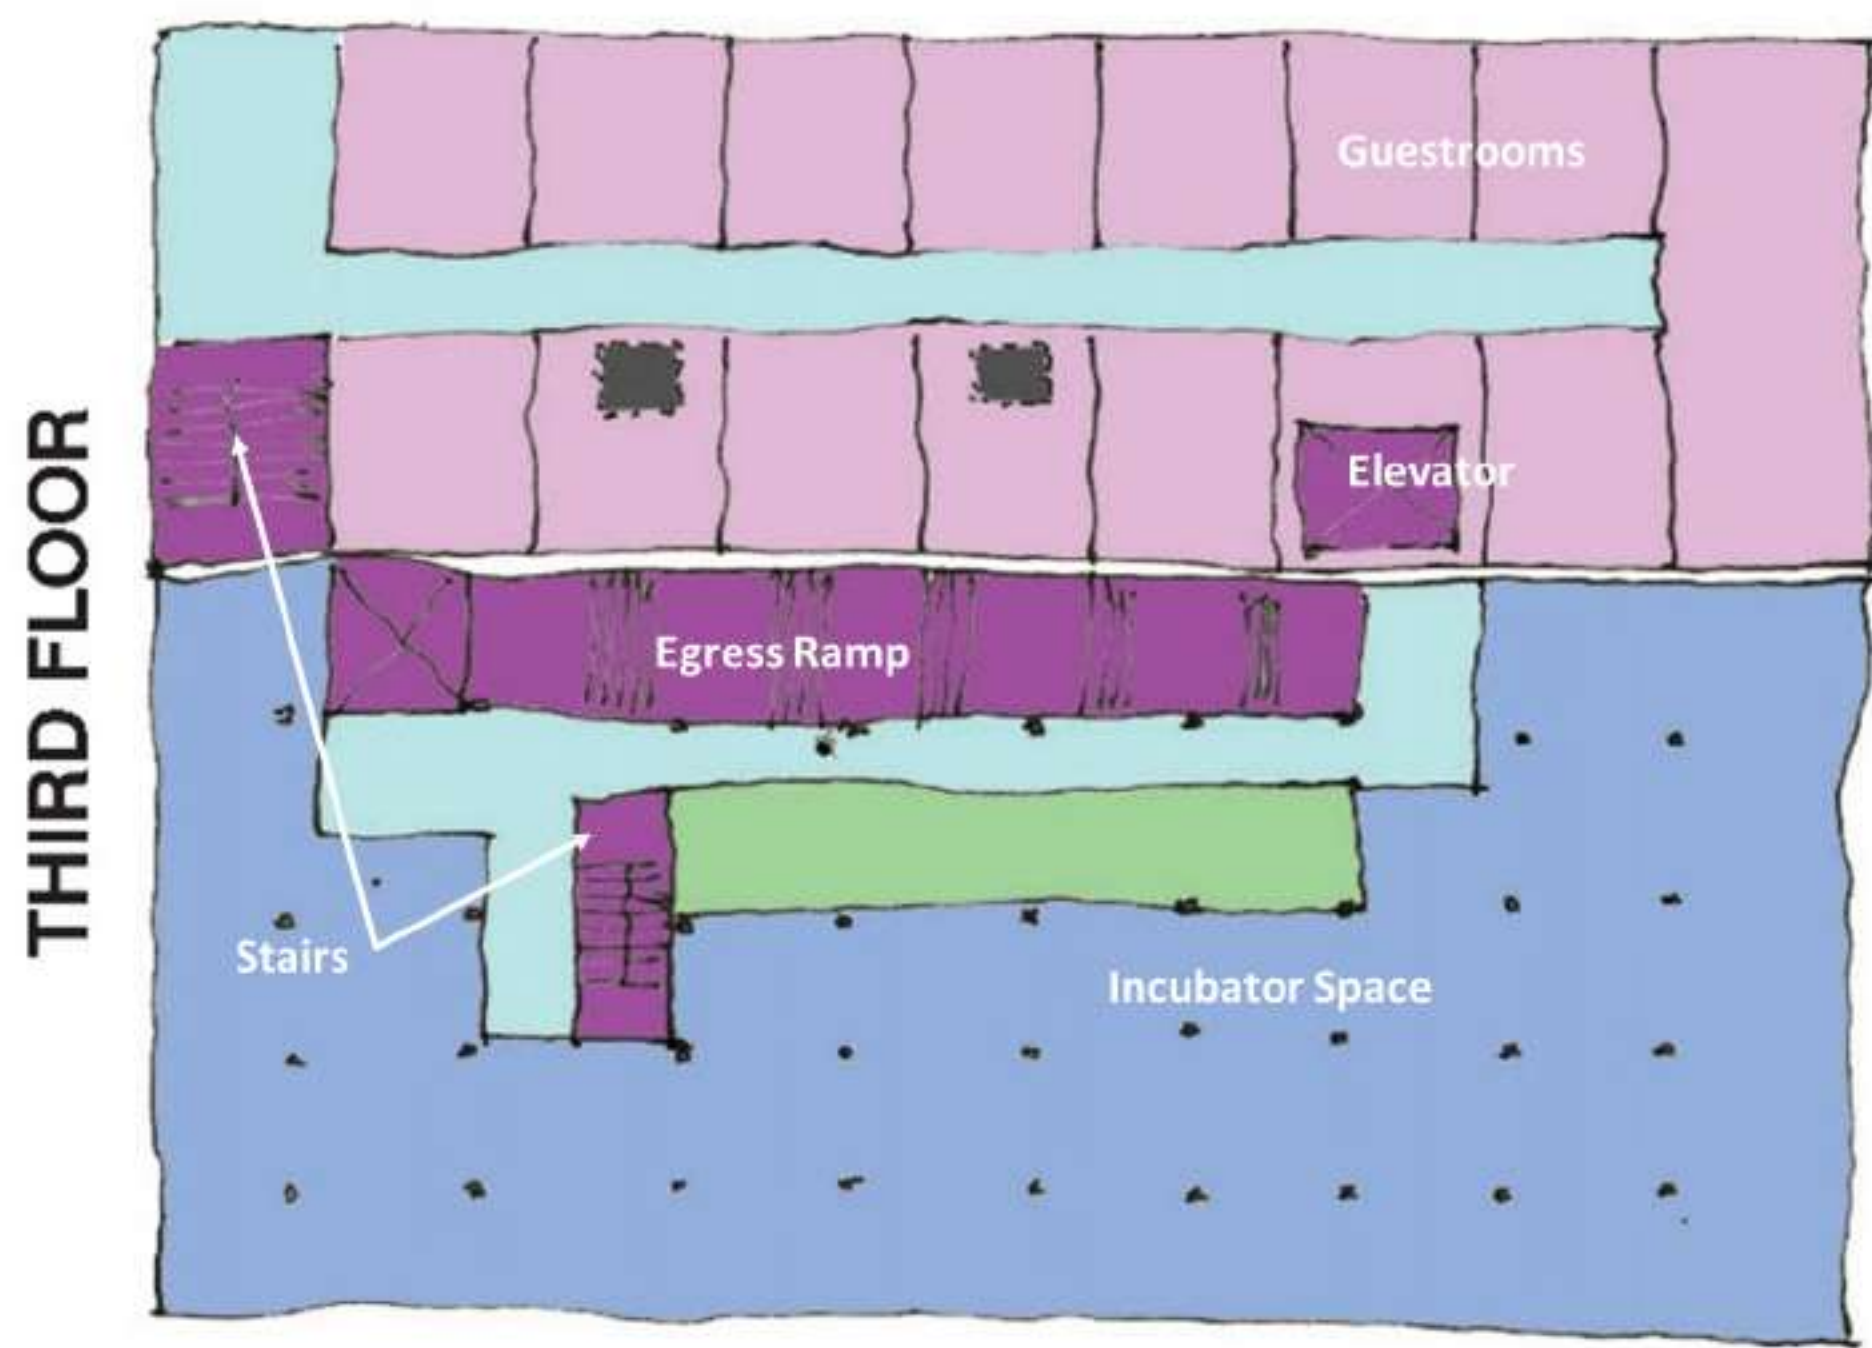 THIRD FLOOR
Guestrooms
Elevator
Egress Ramp
Stairs
Incubator Space